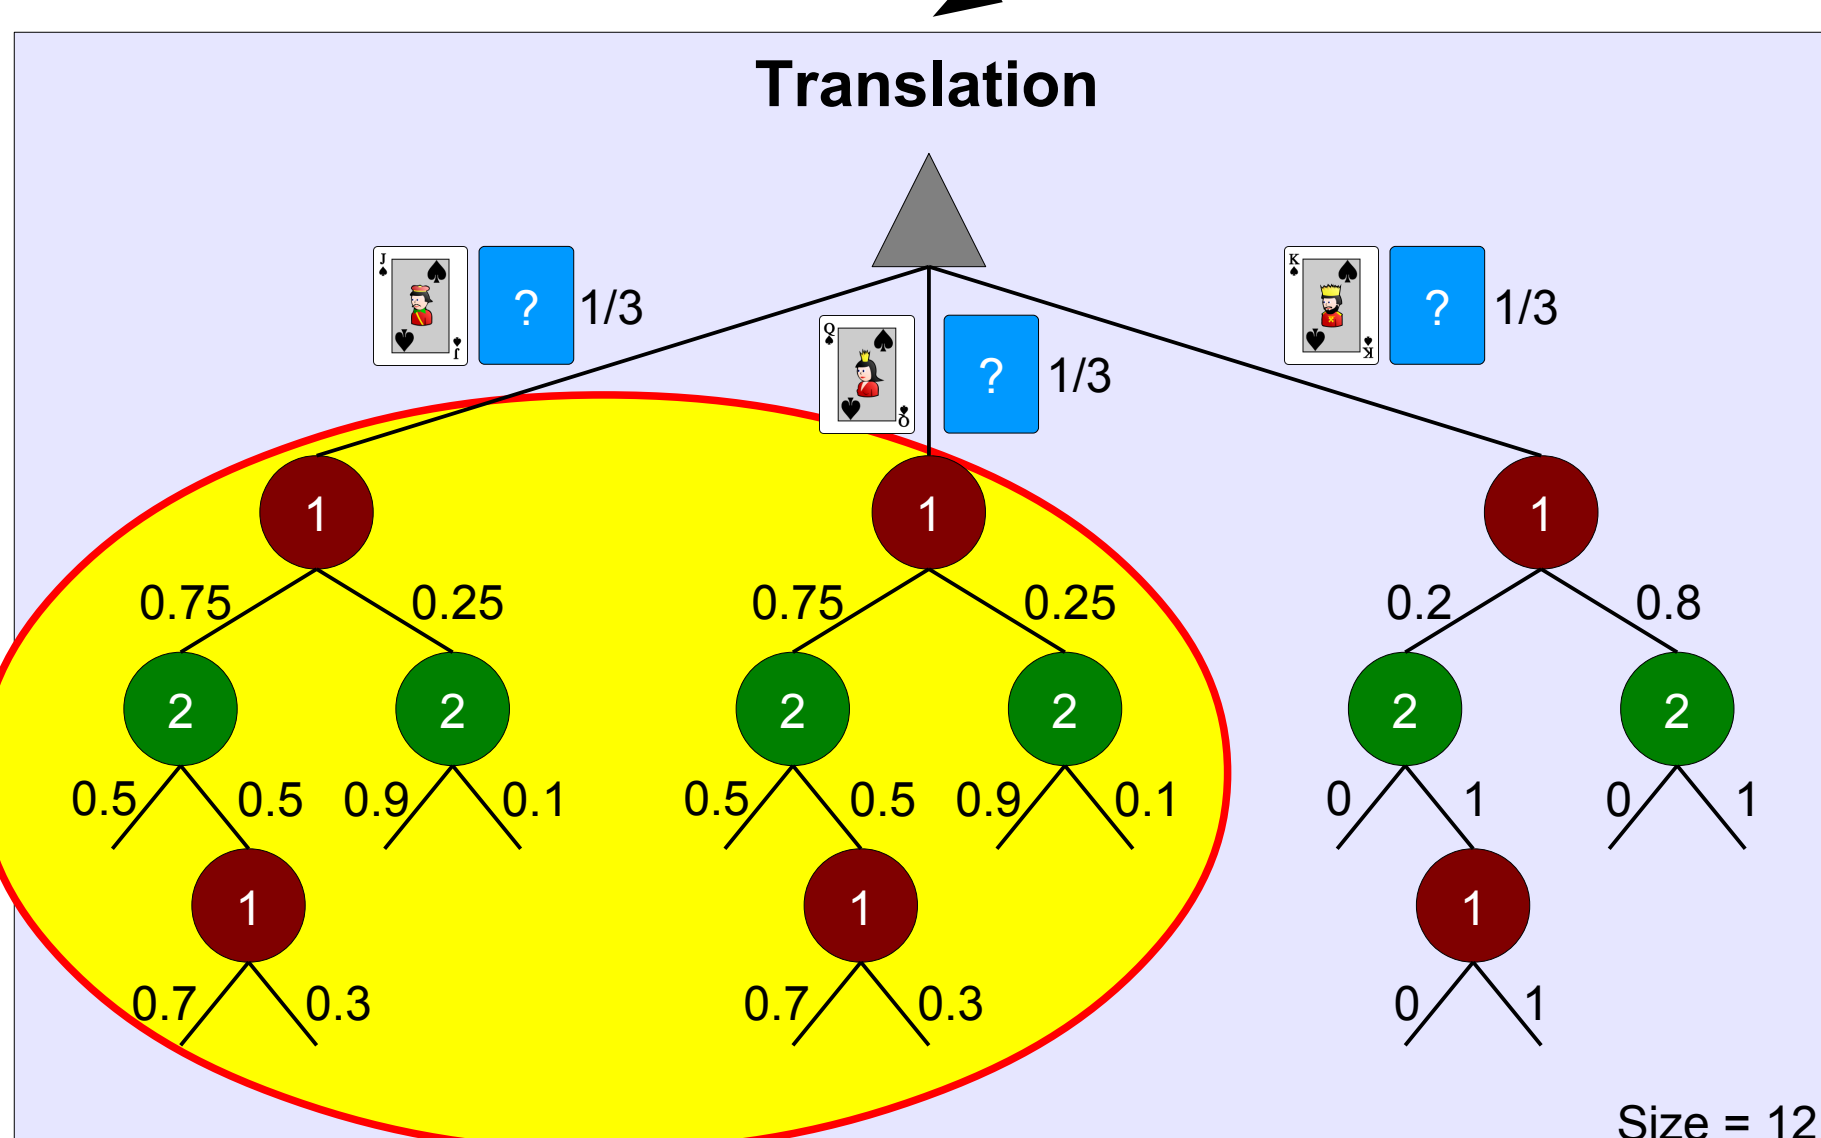 Translation
J ? 1/3
K ? 1/3
Q ? 1/3
J
K
Q
1 1 1
0.75 0.25 0.75 0.25 0.2 0.8
2 2 2 2 2 2
0.5 0.5 0.9 0.1 0.5 0.5 0.9 0.1 0 1 0 1
1 1 1
0.7 0.3 0.7 0.3 0 1
Size = 12